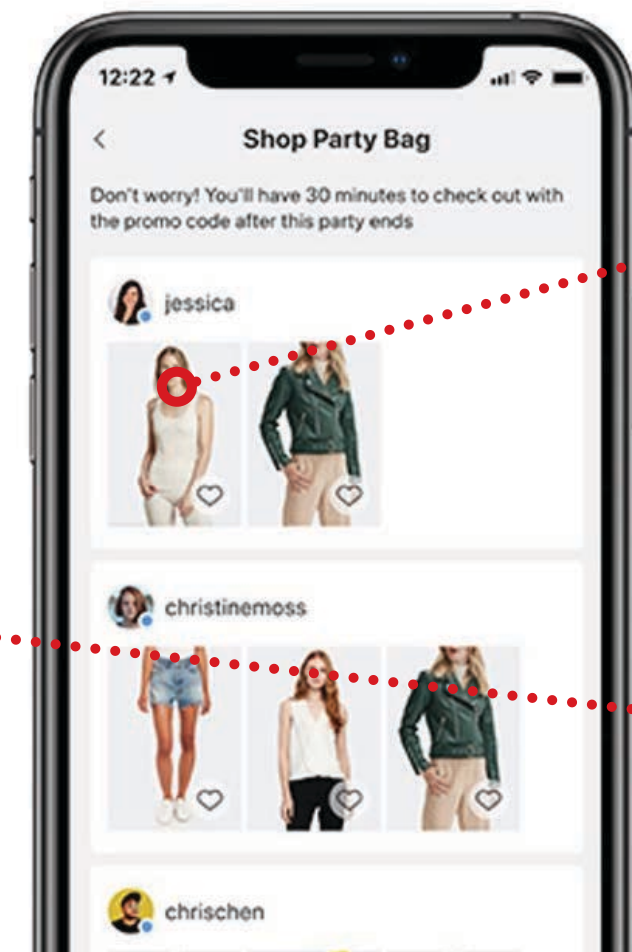 12:22
Shop Party Bag
Don't worry! You'll have 30 minutes to check out with
the promo code after this party ends
jessica
christinemoss
chrischen